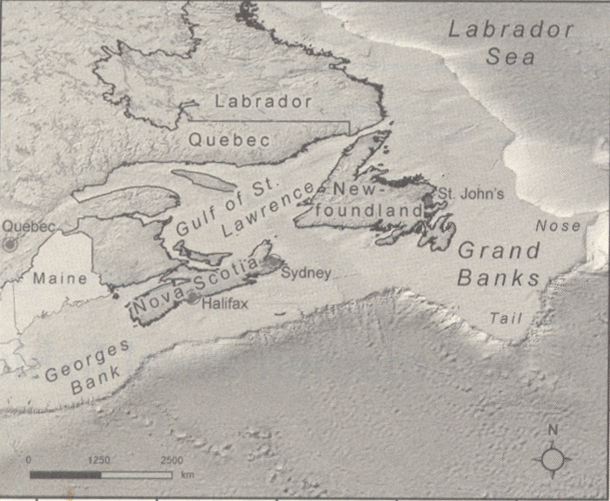 Labrador
Sea
Labrador
Quebec
Gulf of St.
Lawrence
New-
foundland
St. John's
Québec
Nose
Grand
Banks
Maine
Nova Scotia
Sydney
Halifax
Tail
Georges
Bank
N
0 1250 2500
km